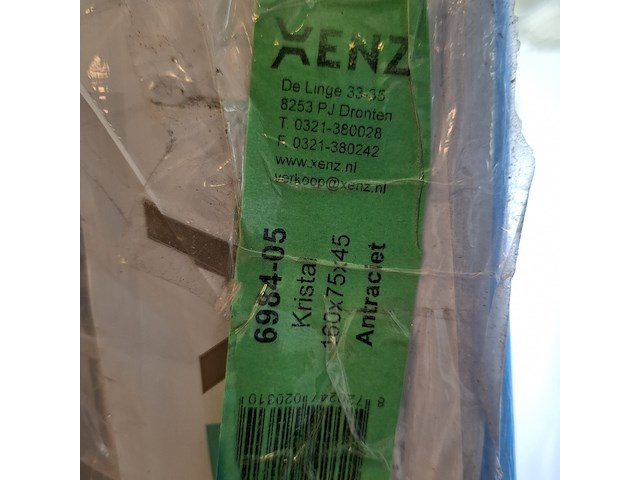 XENZ
De Linge 33-35
8253 PJ Dronten
T. 0321-380028
F. 0321-380242
www.xenz.nl
verkoop@xenz.nl
6984-05
Kristal
160x75x45
Antraciet